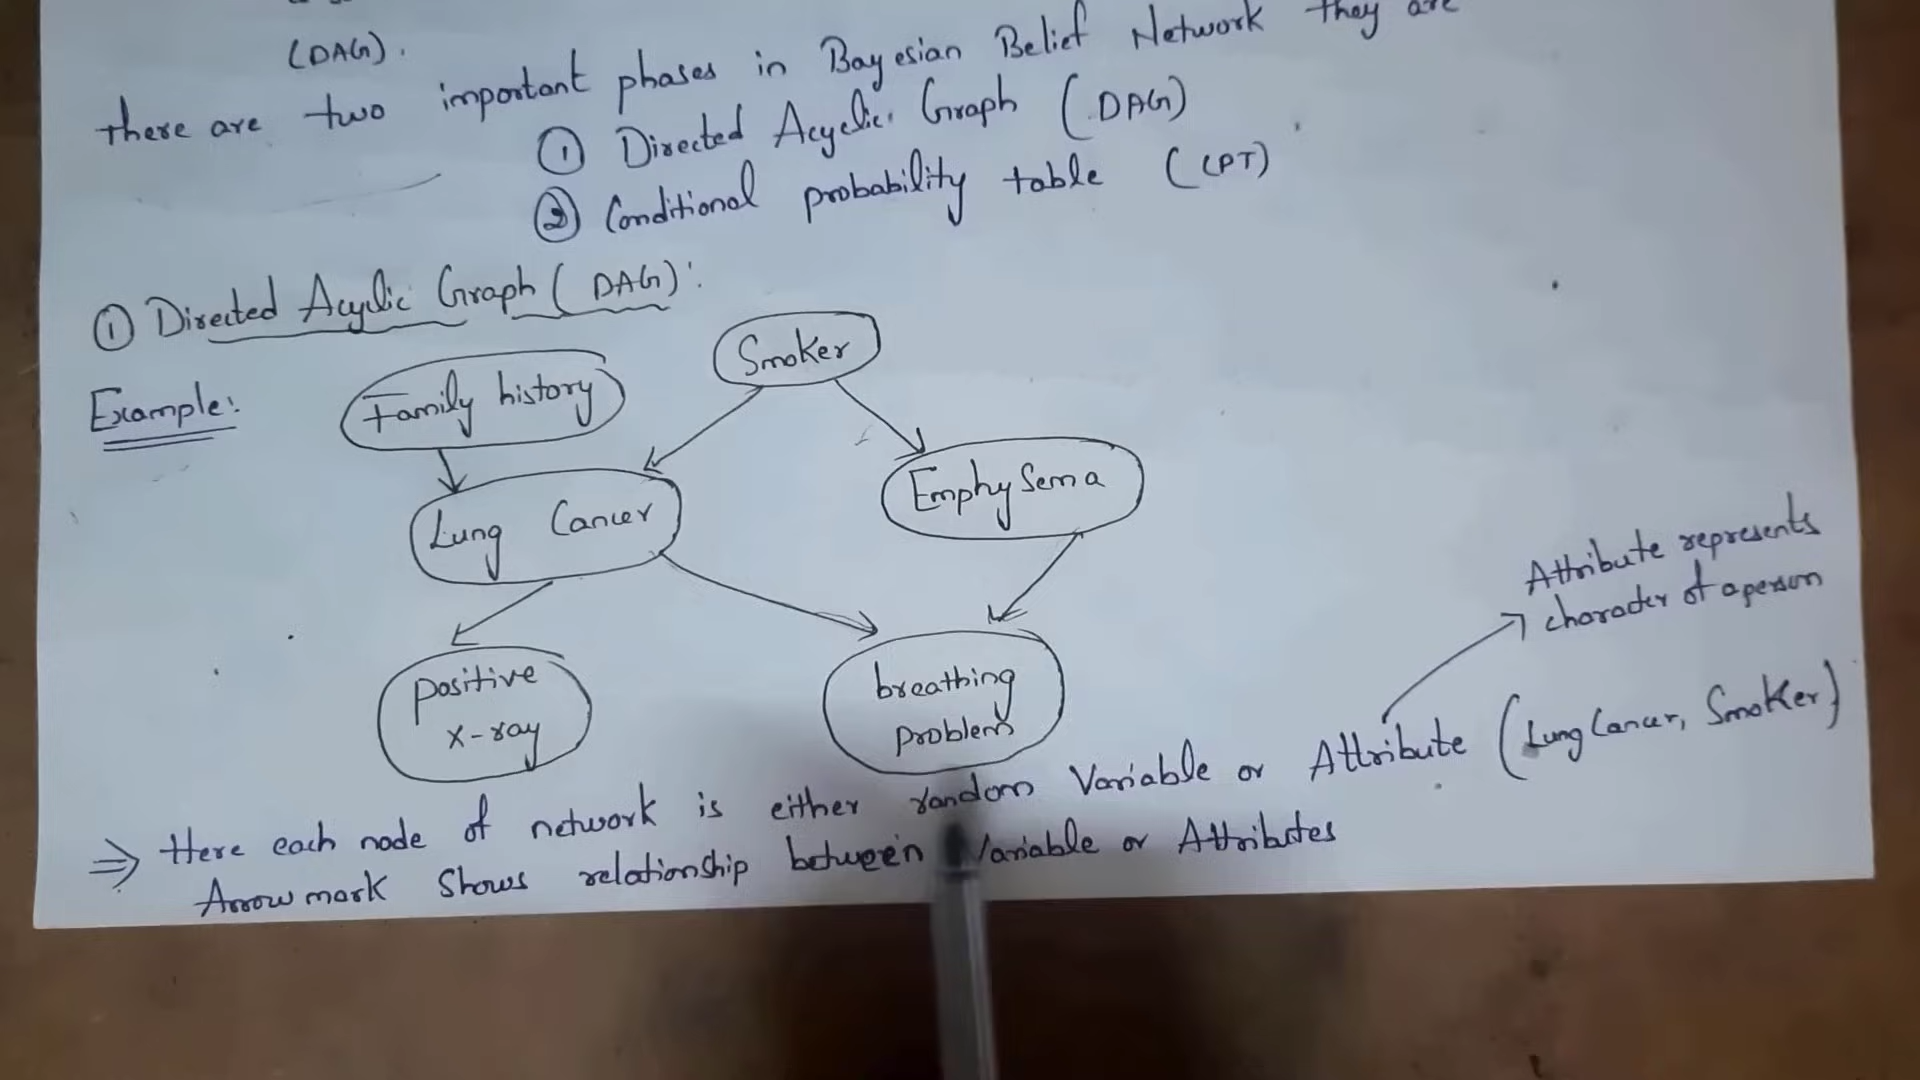 (DAG).
there are two important phases in Bayesian Belief Network they are
① Directed Acyclic Graph (DAG)
② Conditional probability table (CPT)
① Directed Acyclic Graph (DAG):
Example:
Family history
Smoker
Lung Cancer
Emphysema
positive
x-ray
breathing
problem
Attribute represents
character of a person
⇒ Here each node of network is either random Variable or Attribute (Lung Cancer, Smoker)
Arrow mark shows relationship between Variable or Attributes